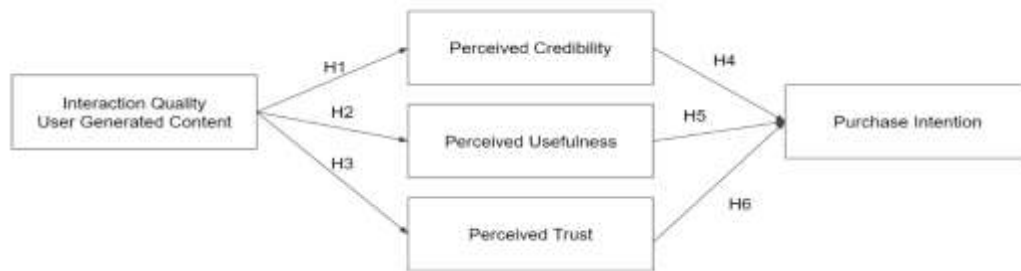 Perceived Credibility
H1
H4
Interaction Quality
User Generated Content
H2
Perceived Usefulness
H5
Purchase Intention
H3
H6
Perceived Trust